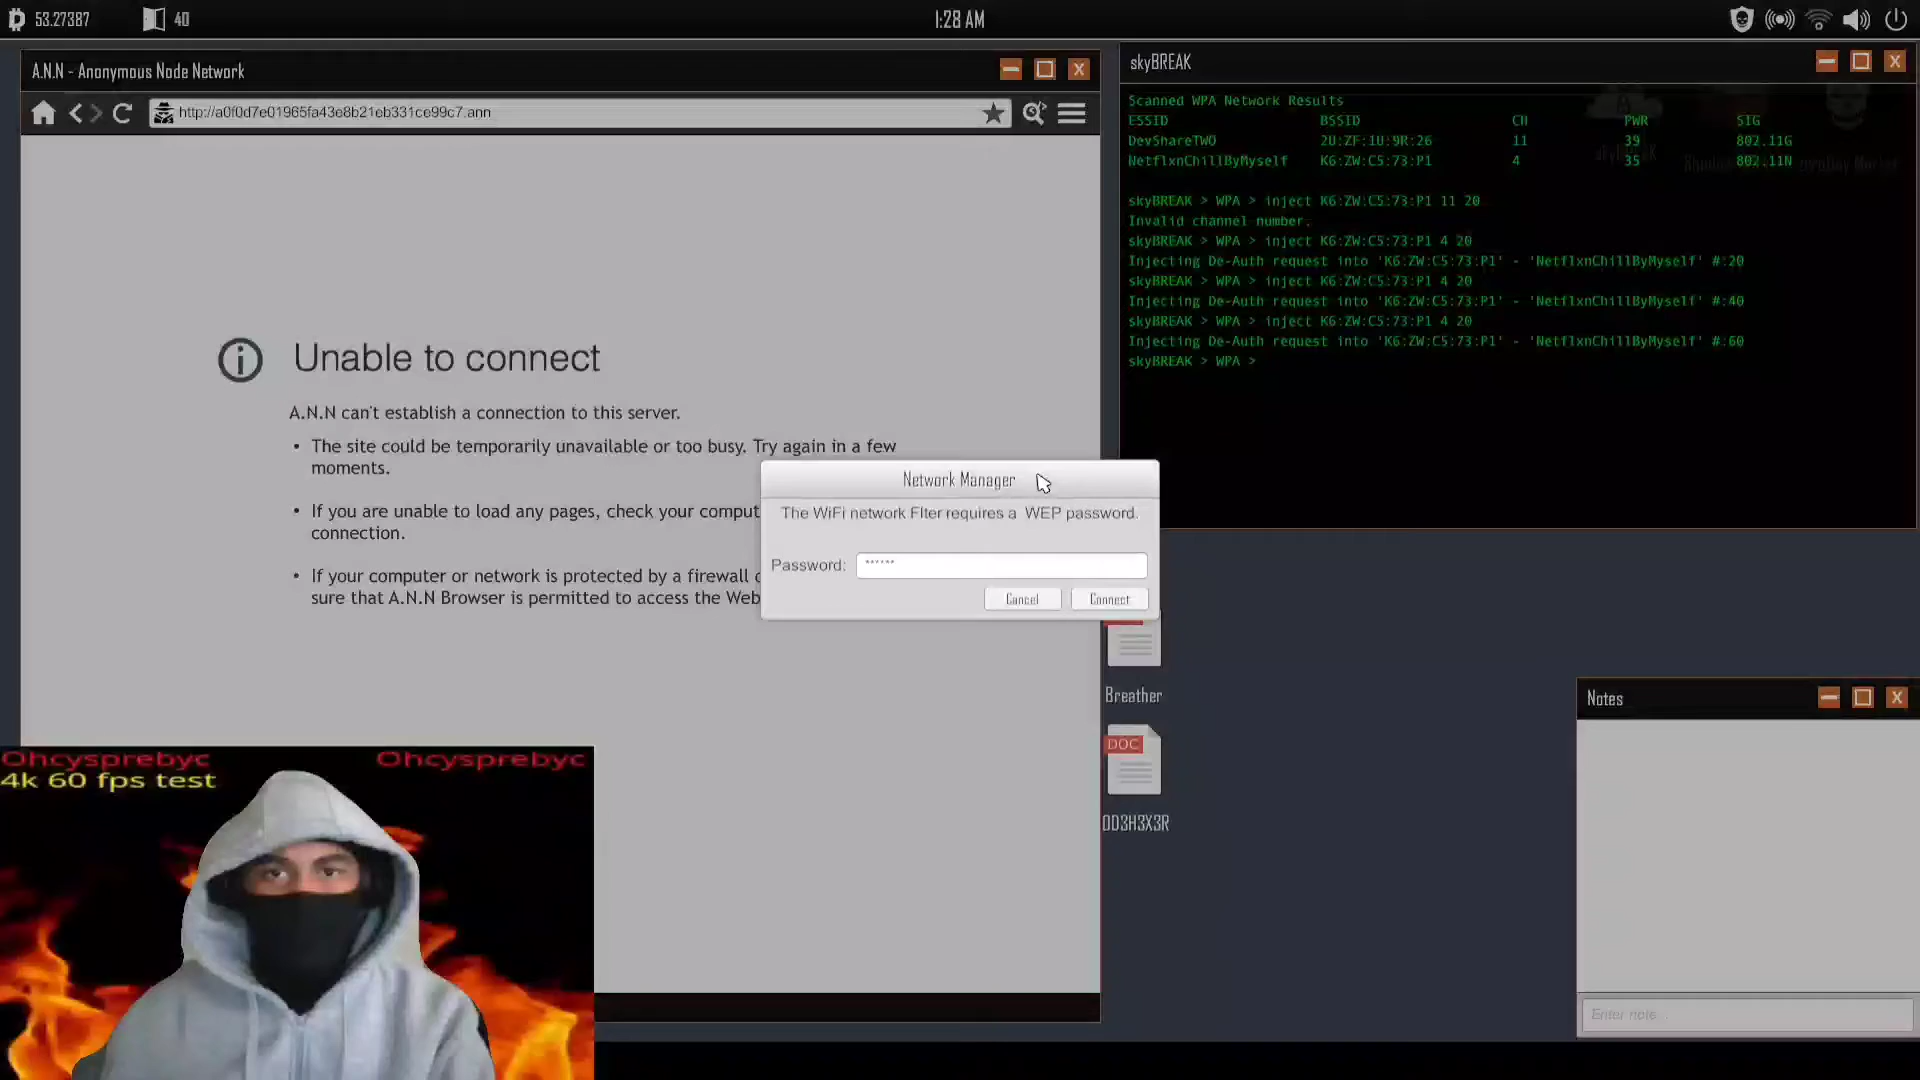 53.27387
40
1:28 AM
A.N.N - Anonymous Node Network
http://a0f0d7e01965fa43e8b21eb331ce99c7.ann
Unable to connect
A.N.N can't establish a connection to this server.
• The site could be temporarily unavailable or too busy. Try again in a few
moments.
• If you are unable to load any pages, check your comput
connection.
• If your computer or network is protected by a firewall
sure that A.N.N Browser is permitted to access the Web
skyBREAK
Scanned WPA Network Results
ESSID BSSID CH PWR SIG
DevShareTWO 2U:ZF:1U:9R:26 11 39 802.11G
NetflxnChillByMyself K6:ZW:C5:73:P1 4 35 802.11N
skyBREAK > WPA > inject K6:ZW:C5:73:P1 11 20
Invalid channel number.
skyBREAK > WPA > inject K6:ZW:C5:73:P1 4 20
Injecting De-Auth request into 'K6:ZW:C5:73:P1' - 'NetflxnChillByMyself' #:20
skyBREAK > WPA > inject K6:ZW:C5:73:P1 4 20
Injecting De-Auth request into 'K6:ZW:C5:73:P1' - 'NetflxnChillByMyself' #:40
skyBREAK > WPA > inject K6:ZW:C5:73:P1 4 20
Injecting De-Auth request into 'K6:ZW:C5:73:P1' - 'NetflxnChillByMyself' #:60
skyBREAK > WPA >
Network Manager
The WiFi network FIter requires a WEP password.
Password: ******
Cancel Connect
Breather
DOC
0D3H3X3R
Notes
Enter note...
Ohcysprebyc Ohcysprebyc
4k 60 fps test